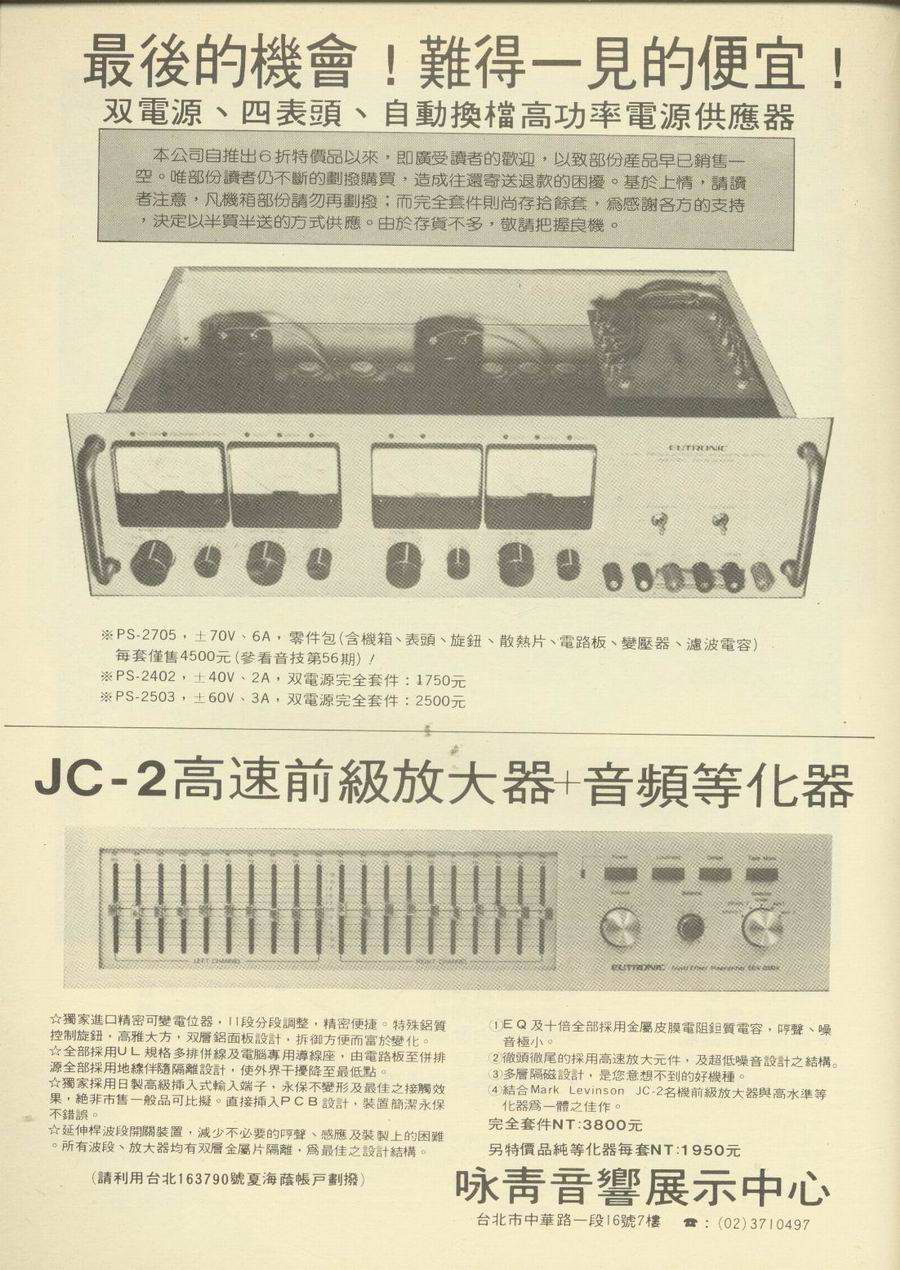 最後的機會！難得一見的便宜！
双電源、四表頭、自動換檔高功率電源供應器
本公司自推出6折特價品以來，即廣受讀者的歡迎，以致部份產品早已銷售一
空。唯部份讀者仍不斷的劃撥購買，造成往還寄送退款的困擾。基於上情，請讀
者注意，凡機箱部份請勿再劃撥；而完全套件則尚存拾餘套，為感謝各方的支持
，決定以半買半送的方式供應。由於存貨不多，敬請把握良機。
EUTRONIC
※PS-2705，±70V、6A，零件包(含機箱、表頭、旋鈕、散熱片、電路板、變壓器、濾波電容)
每套僅售4500元(參看音技第56期)！
※PS-2402，±40V、2A，双電源完全套件：1750元
※PS-2503，±60V、3A，双電源完全套件：2500元
JC-2高速前級放大器+音頻等化器
Power Loudness Defeat Tape Mon
Volume Balance Selector
LEFT CHANNEL RIGHT CHANNEL
EUTRONIC
☆獨家進口精密可變電位器，11段分段調整，精密便捷。特殊鋁質
控制旋鈕，高雅大方，双層鋁面板設計，拆御方便而富於變化。
☆全部採用UL規格多排併線及電腦專用導線座，由電路板至併排
源全部採用地線伴隨隔離設計，使外界干擾降至最低點。
☆獨家採用日製高級挿入式輸入端子，永保不變形及最佳之接觸效
果，絶非市售一般品可比擬。直接挿入PCB設計，裝置簡潔永保
不錯誤。
☆延伸桿波段開關裝置，減少不必要的哼聲、感應及裝製上的困難
。所有波段、放大器均有双層金屬片隔離，為最佳之設計結構。
(請利用台北163790號夏海蔭帳戸劃撥)
①EQ及十倍全部採用金屬皮膜電阻鉭質電容，哼聲、噪
音極小。
②徹頭徹尾的採用高速放大元件，及超低噪音設計之結構。
③多層隔磁設計，是您意想不到的好機種。
④結合Mark Levinson JC-2名機前級放大器與高水準等
化器為一體之佳作。
完全套件NT:3800元
另特價品純等化器每套NT:1950元
咏靑音響展示中心
台北市中華路一段16號7樓 ☎：(02)3710497